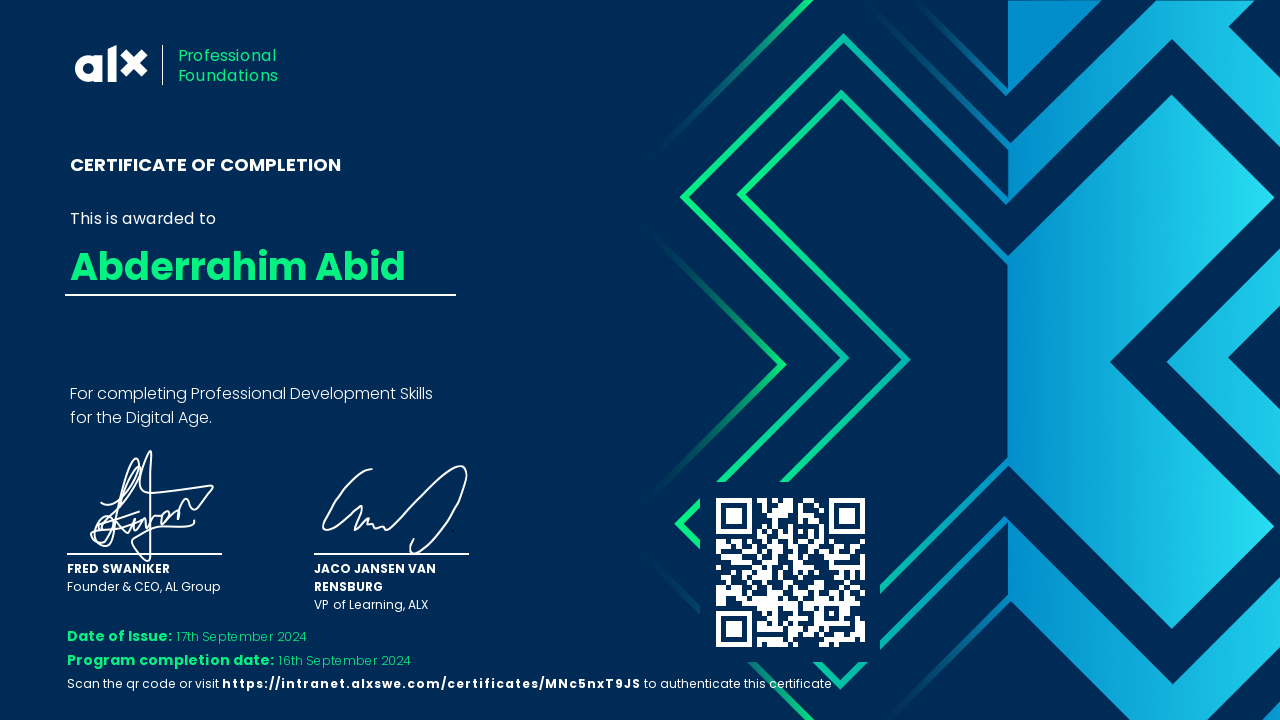 alx
Professional
Foundations
CERTIFICATE OF COMPLETION
This is awarded to
Abderrahim Abid
For completing Professional Development Skills
for the Digital Age.
FRED SWANIKER
Founder & CEO, AL Group
JACO JANSEN VAN
RENSBURG
VP of Learning, ALX
Date of Issue: 17th September 2024
Program completion date: 16th September 2024
Scan the qr code or visit https://intranet.alxswe.com/certificates/MNc5nxT9JS to authenticate this certificate